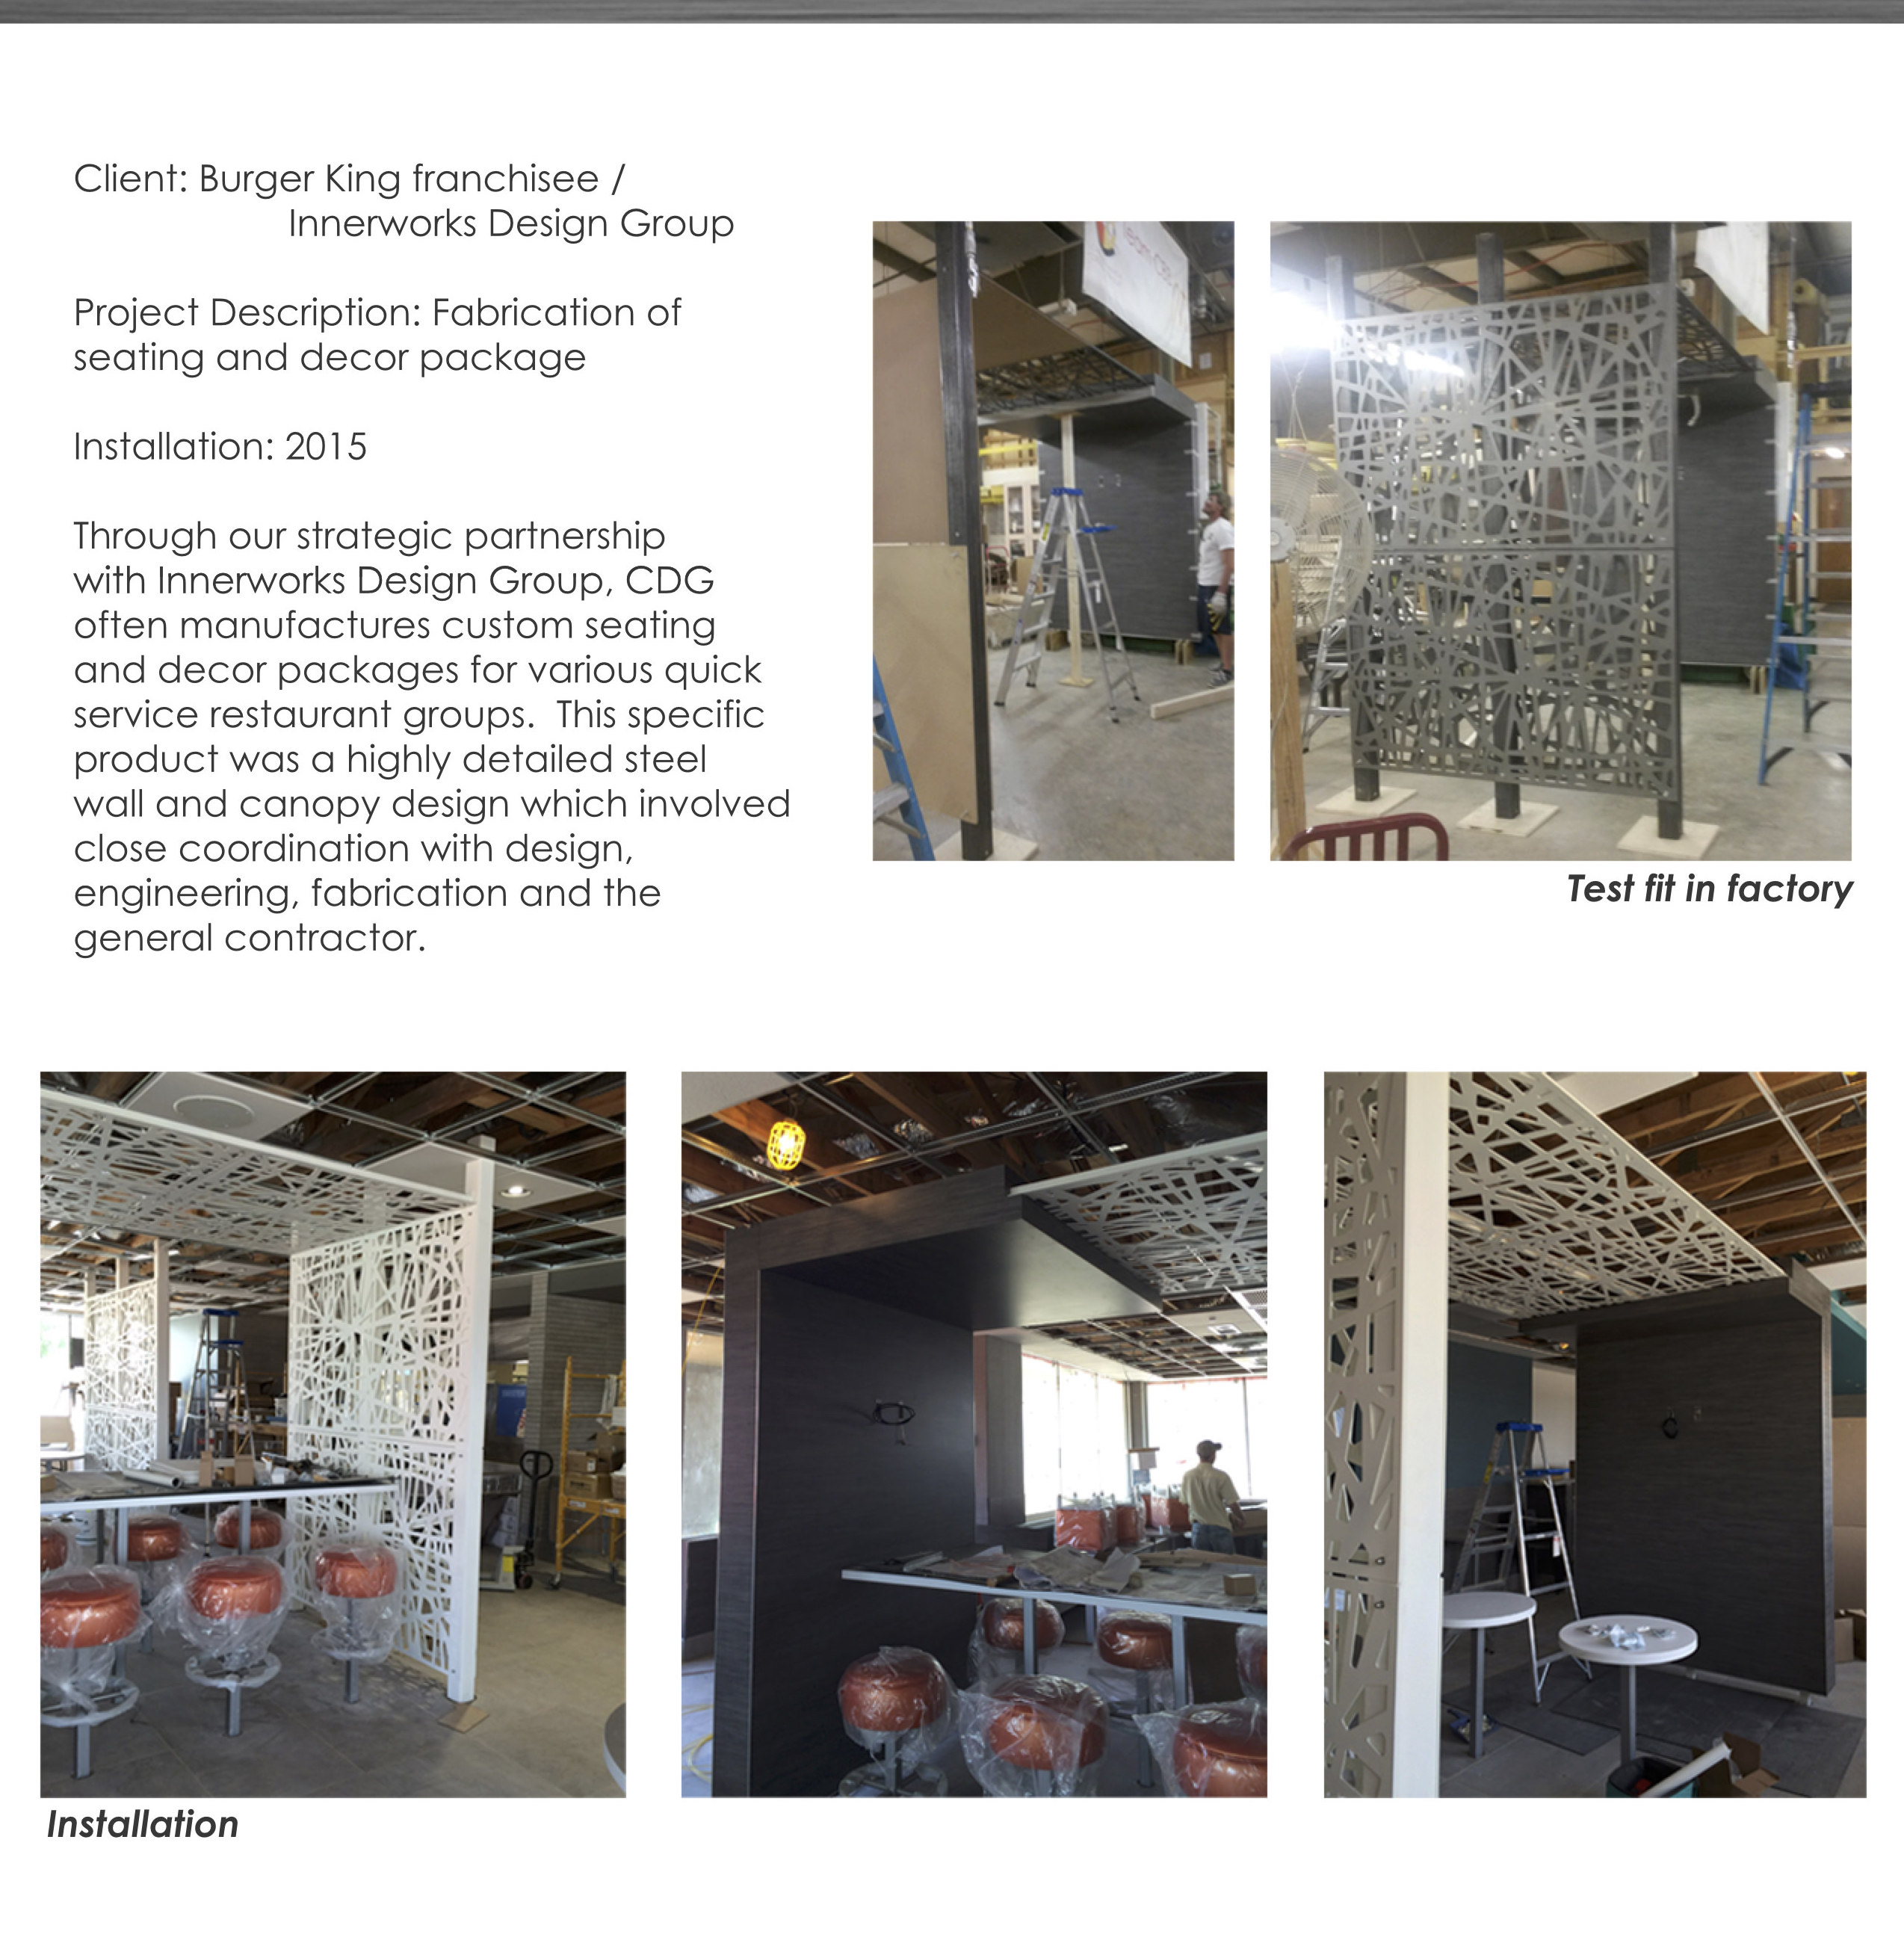 Client: Burger King franchisee /
Innerworks Design Group
Project Description: Fabrication of
seating and decor package
Installation: 2015
Through our strategic partnership
with Innerworks Design Group, CDG
often manufactures custom seating
and decor packages for various quick
service restaurant groups.  This specific
product was a highly detailed steel
wall and canopy design which involved
close coordination with design,
engineering, fabrication and the
general contractor.
Test fit in factory
Installation